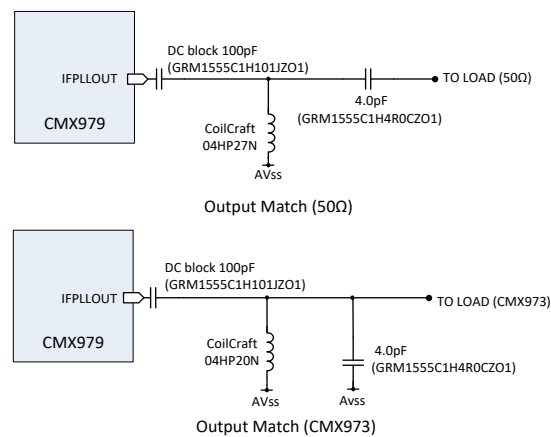 DC block 100pF
(GRM1555C1H101JZO1)
IFPLLOUT
TO LOAD (50Ω)
4.0pF
(GRM1555C1H4R0CZO1)
CMX979
CoilCraft
04HP27N
AVss
Output Match (50Ω)
DC block 100pF
(GRM1555C1H101JZO1)
IFPLLOUT
TO LOAD (CMX973)
CMX979
CoilCraft
04HP20N
4.0pF
(GRM1555C1H4R0CZO1)
AVss
Avss
Output Match (CMX973)